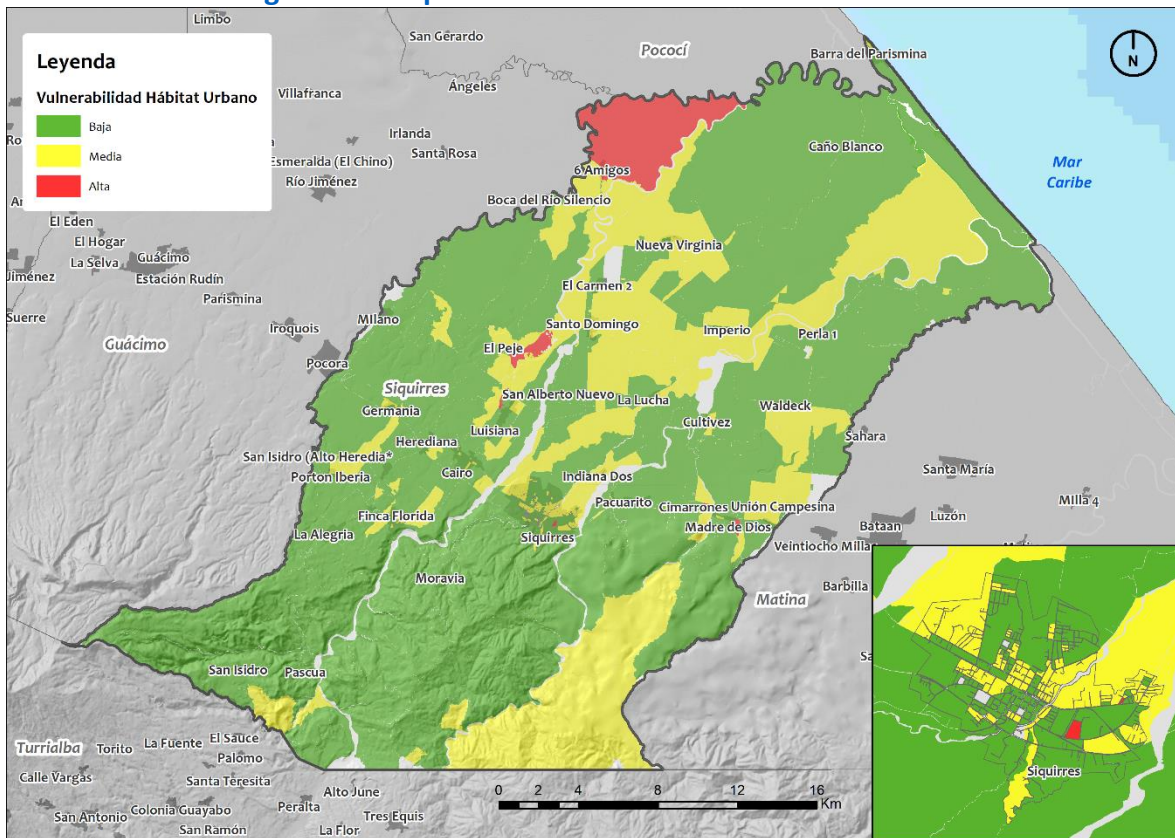 Limbo
San Gerardo
Pococí
Barra del Parismina
N
Leyenda
Vulnerabilidad Hábitat Urbano
Baja
Media
Alta
Villafranca
Ángeles
Irlanda
Santa Rosa
Esmeralda (El Chino)
Río Jiménez
Caño Blanco
Mar
Caribe
6 Amigos
Boca del Río Silencio
El Eden
El Hogar
La Selva
Guácimo
Estación Rudín
Jiménez
Parismina
Suerre
Nueva Virginia
El Carmen 2
Milano
Iroquois
Santo Domingo
Imperio
Perla 1
El Peje
Guácimo
Pocora
Siquirres
San Alberto Nuevo
La Lucha
Germania
Waldeck
Cultivez
Luisiana
Herediana
Sahara
San Isidro (Alto Heredia*
Porton Iberia
Cairo
Indiana Dos
Santa María
Milla 4
Pacuarito
Cimarrones
Unión Campesina
Luzón
Finca Florida
Madre de Dios
Bataan
La Alegria
Siquirres
Veintiocho Millas
Moravia
Matina
Barbilla
San Isidro
Pascua
Turrialba
Torito
La Fuente
El Sauce
Palomo
Calle Vargas
Santa Teresita
Alto June
Colonia Guayabo
Peralta
Tres Equis
San Antonio
San Ramón
La Flor
0 2 4 8 12 16
Km
Siquirres